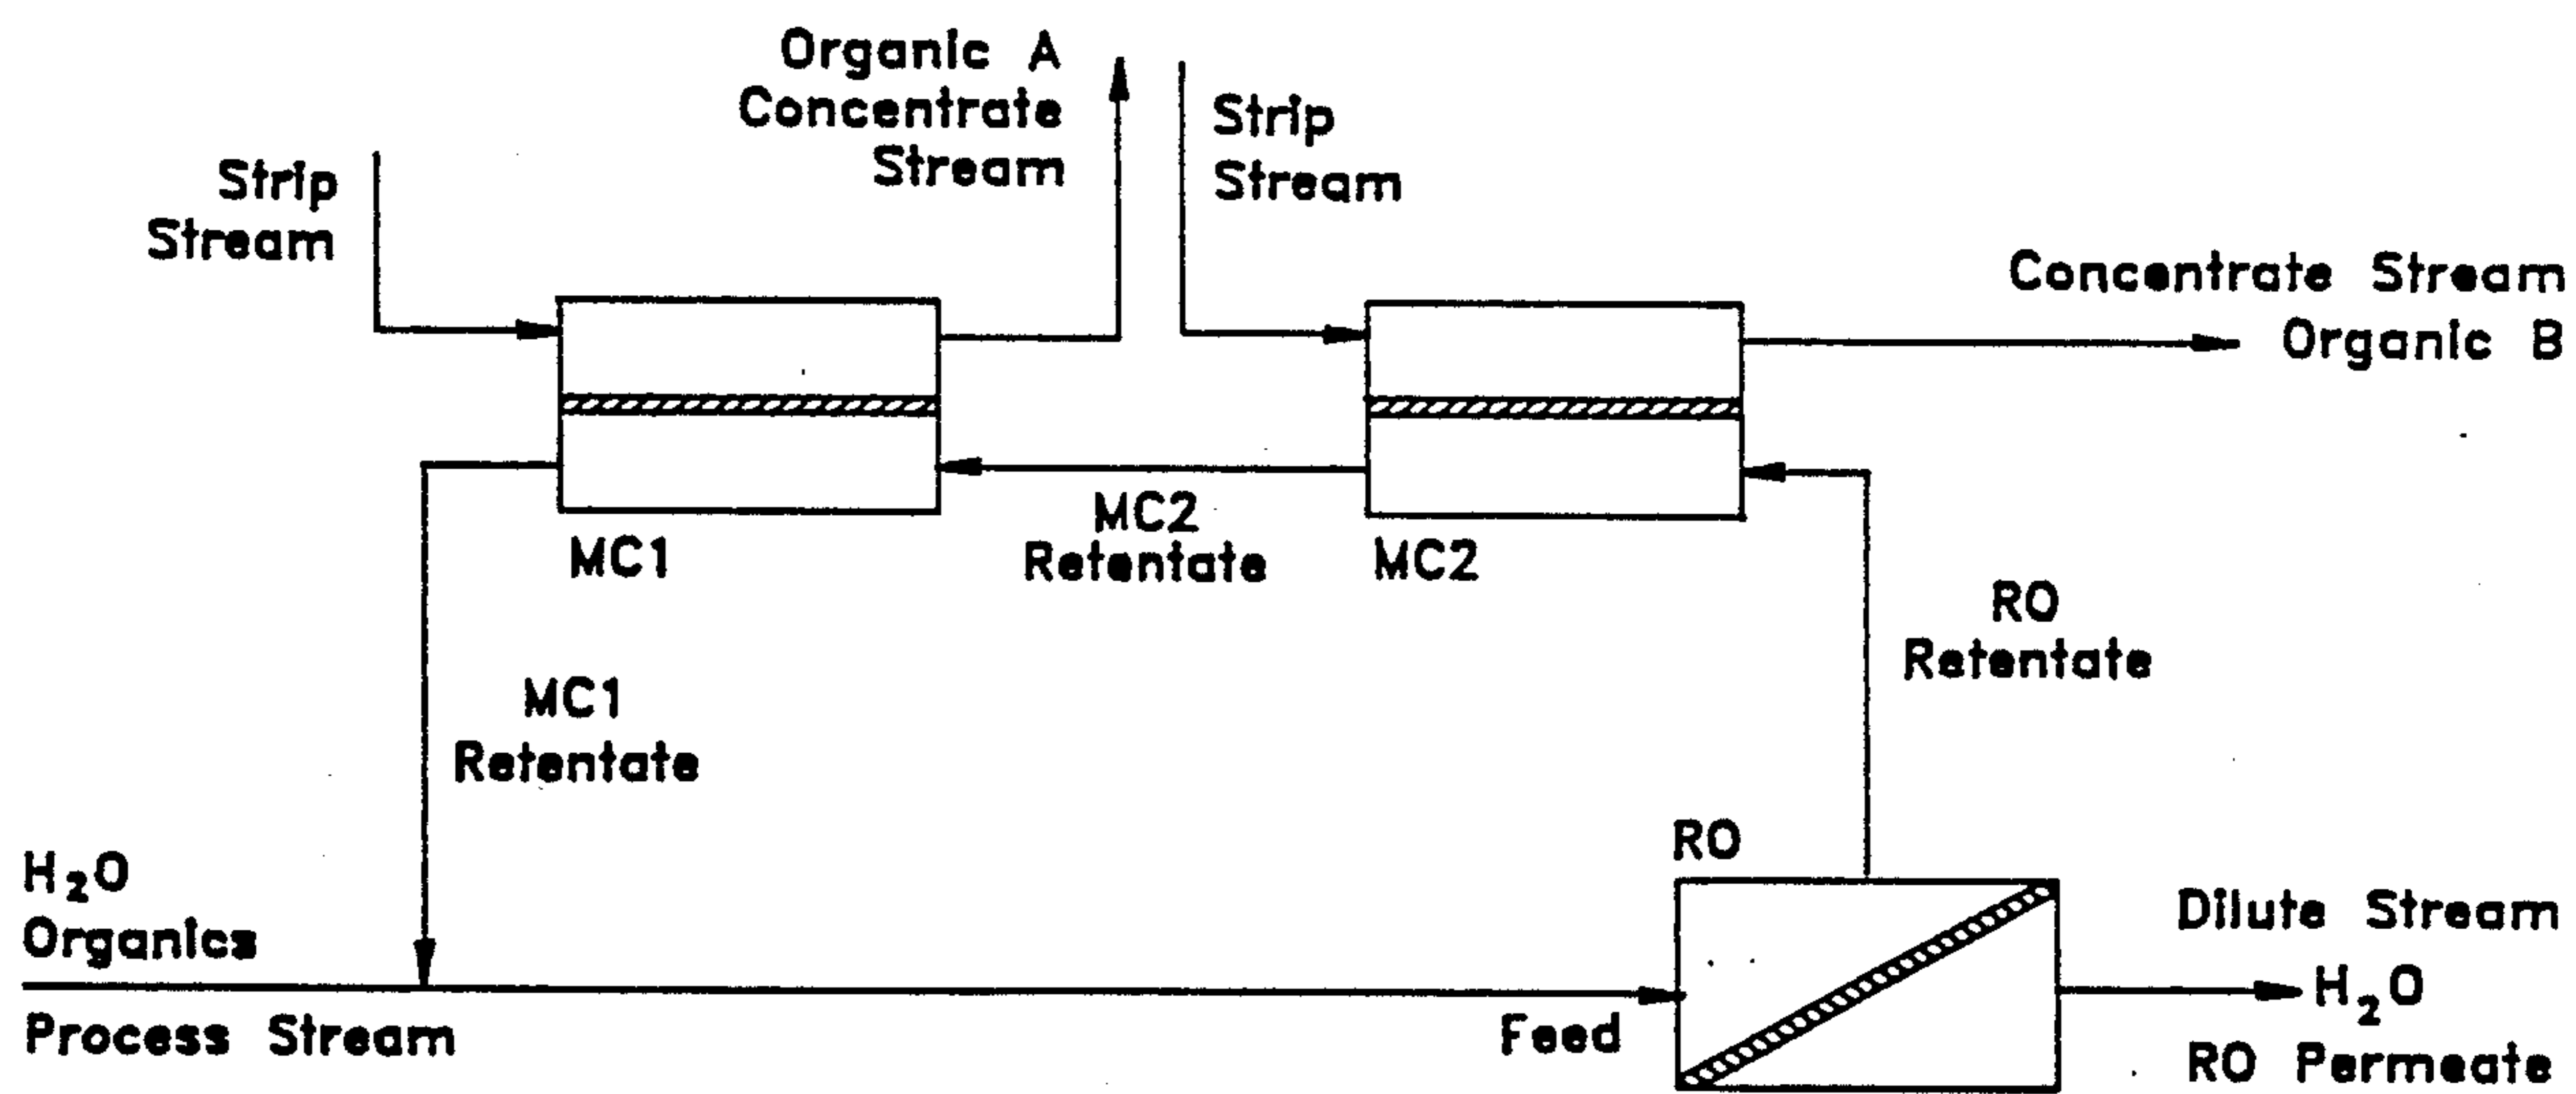 Organic A
Concentrate
Stream
Strip
Stream
Strip
Stream
Concentrate Stream
Organic B
MC1
MC2
Retentate
MC2
RO
Retentate
MC1
Retentate
RO
H₂O
Organics
Process Stream
Feed
Dilute Stream
H₂O
RO Permeate